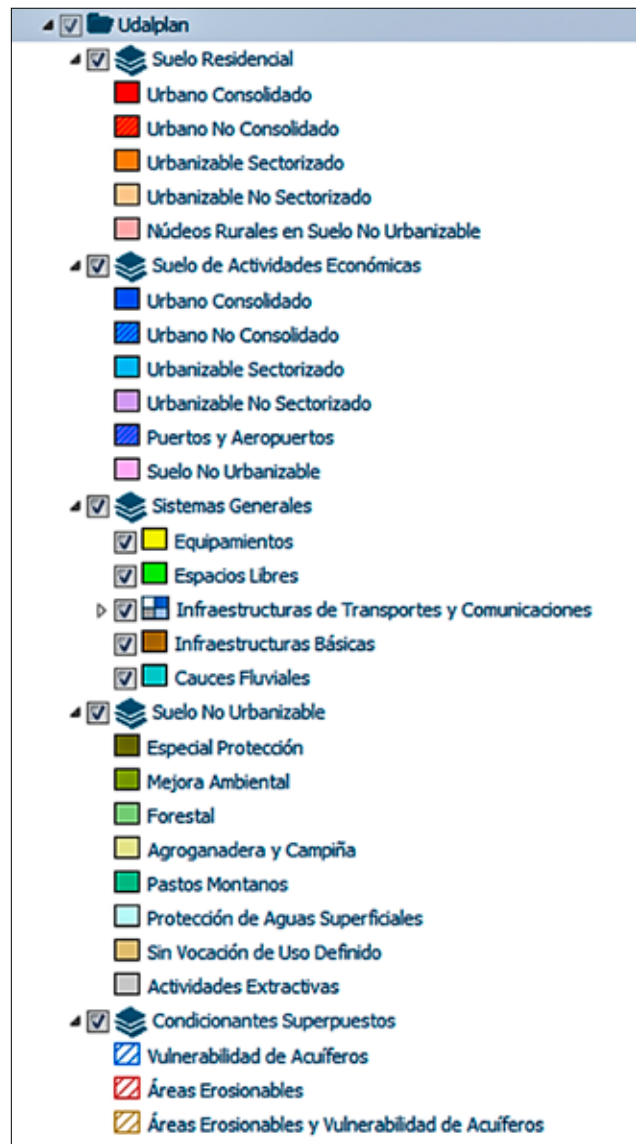 Udalplan
Suelo Residencial
Urbano Consolidado
Urbano No Consolidado
Urbanizable Sectorizado
Urbanizable No Sectorizado
Núcleos Rurales en Suelo No Urbanizable
Suelo de Actividades Económicas
Urbano Consolidado
Urbano No Consolidado
Urbanizable Sectorizado
Urbanizable No Sectorizado
Puertos y Aeropuertos
Suelo No Urbanizable
Sistemas Generales
Equipamientos
Espacios Libres
Infraestructuras de Transportes y Comunicaciones
Infraestructuras Básicas
Cauces Fluviales
Suelo No Urbanizable
Especial Protección
Mejora Ambiental
Forestal
Agroganadera y Campiña
Pastos Montanos
Protección de Aguas Superficiales
Sin Vocación de Uso Definido
Actividades Extractivas
Condicionantes Superpuestos
Vulnerabilidad de Acuíferos
Áreas Erosionables
Áreas Erosionables y Vulnerabilidad de Acuíferos